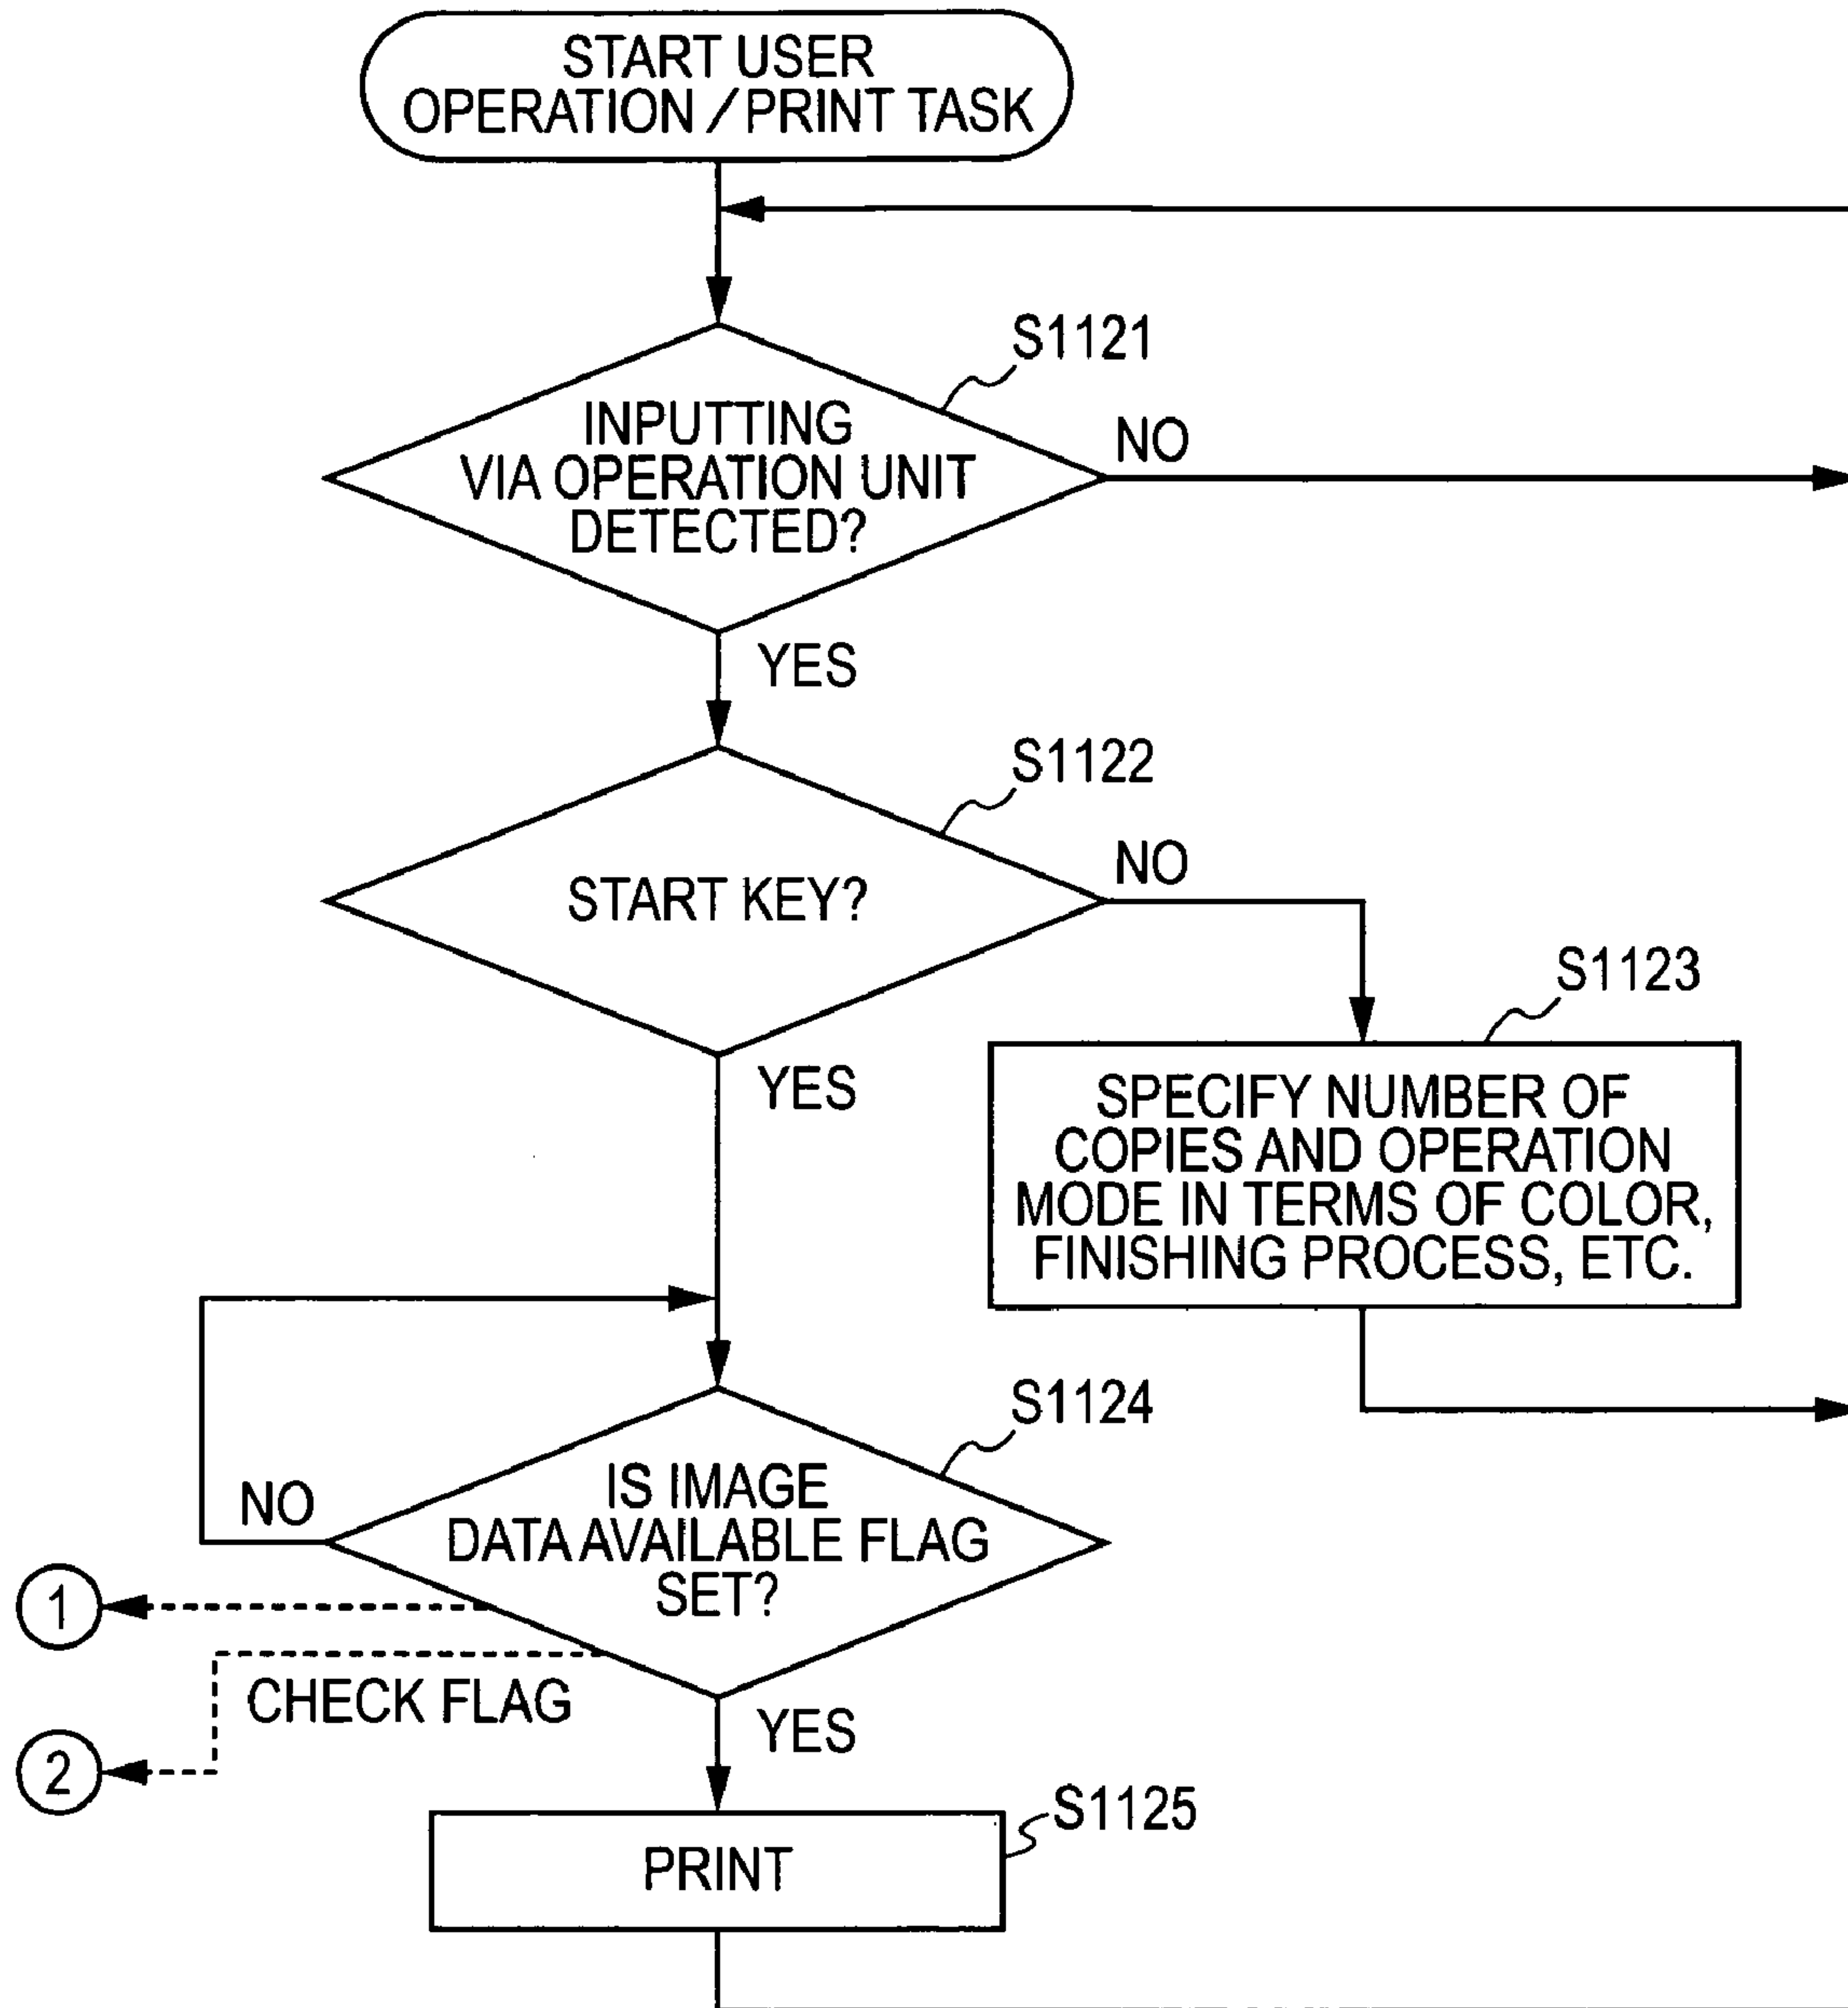 START USER
OPERATION/PRINT TASK
S1121
INPUTTING
VIA OPERATION UNIT
DETECTED?
NO
YES
S1122
START KEY?
NO
YES
S1123
SPECIFY NUMBER OF
COPIES AND OPERATION
MODE IN TERMS OF COLOR,
FINISHING PROCESS, ETC.
S1124
IS IMAGE
DATA AVAILABLE FLAG
SET?
NO
1
CHECK FLAG
2
YES
S1125
PRINT